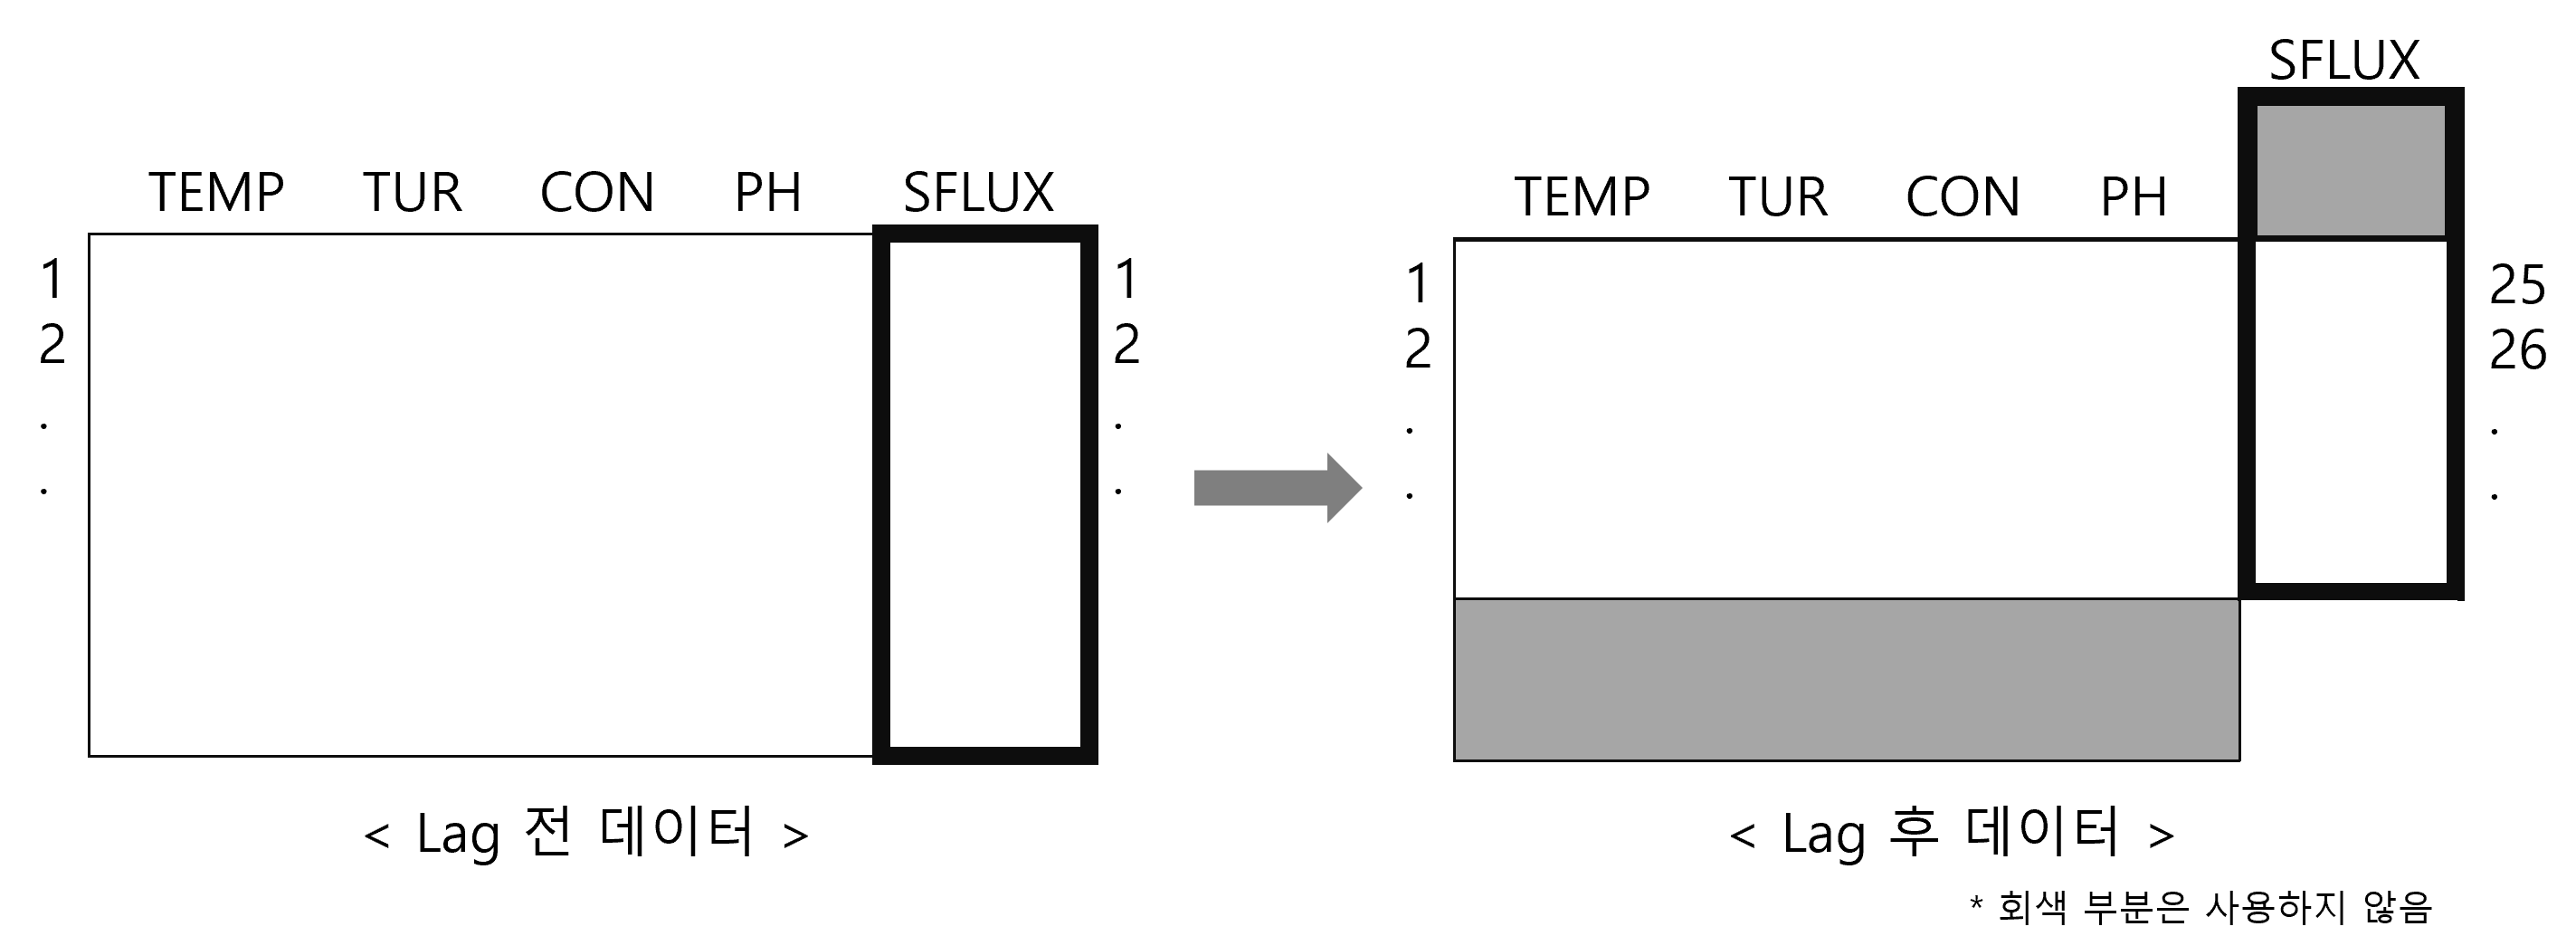 SFLUX
TEMP TUR CON PH SFLUX
TEMP TUR CON PH
1 1
2 2
. .
. .
1 25
2 26
. .
. .
< Lag 전 데이터 >
< Lag 후 데이터 >
* 회색 부분은 사용하지 않음